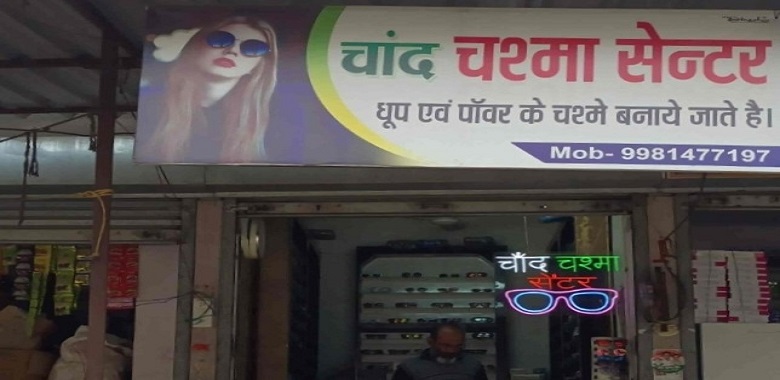 चांद चश्मा सेन्टर
धूप एवं पॉवर के चश्मे बनाये जाते है।
Mob- 9981477197
चाँद चश्मा
सेंटर